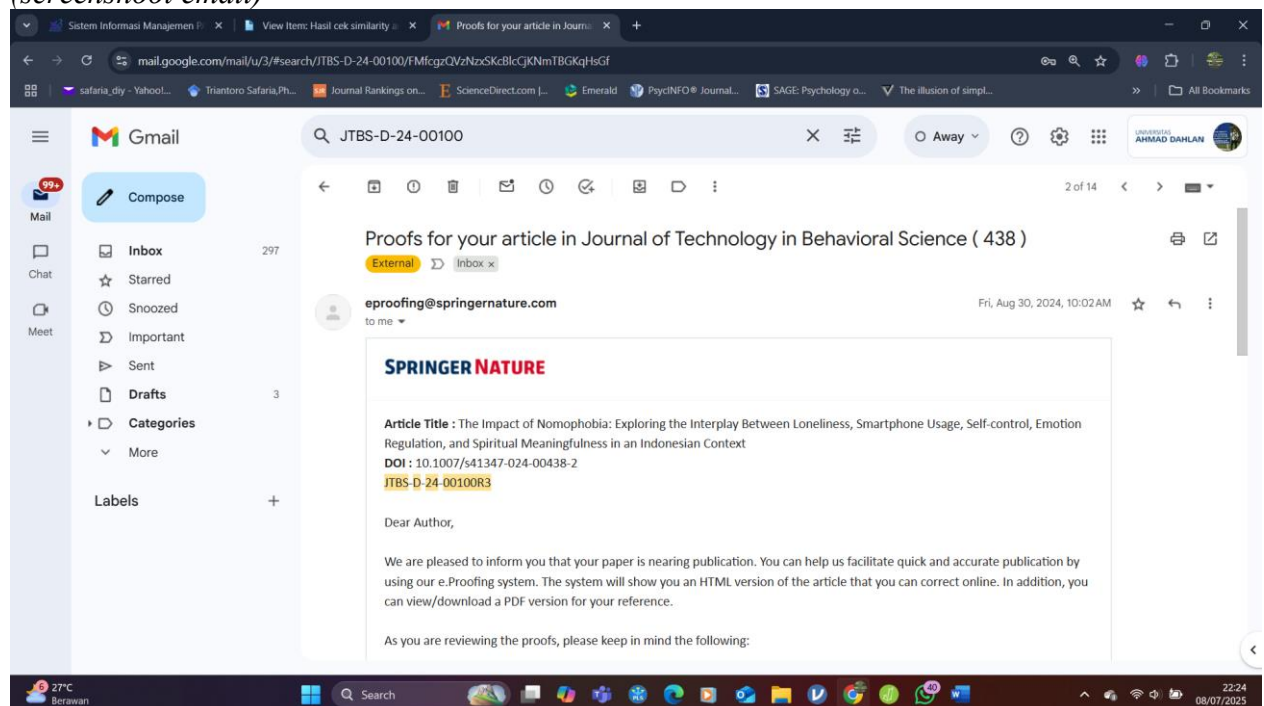 (screenshoot email)
Sistem Informasi Manajemen P
View Item: Hasil cek similarity a
Proofs for your article in Journa
mail.google.com/mail/u/3/#search/JTBS-D-24-00100/FMfcgzQVzNzxSKcBlcCjKNmTBGKqHsGf
safaria_diy - Yahoo!...
Triantoro Safaria,Ph...
Journal Rankings on...
ScienceDirect.com |...
Emerald
PsycINFO® Journal...
SAGE: Psychology o...
The illusion of simpl...
»
All Bookmarks
Gmail
JTBS-D-24-00100
Away
UNIVERSITAS
AHMAD DAHLAN
99+
Mail
Chat
Meet
Compose
Inbox 297
Starred
Snoozed
Important
Sent
Drafts 3
Categories
More
Labels +
2 of 14
Proofs for your article in Journal of Technology in Behavioral Science ( 438 )
External Inbox x
eproofing@springernature.com Fri, Aug 30, 2024, 10:02 AM
to me
SPRINGER NATURE
Article Title : The Impact of Nomophobia: Exploring the Interplay Between Loneliness, Smartphone Usage, Self-control, Emotion
Regulation, and Spiritual Meaningfulness in an Indonesian Context
DOI : 10.1007/s41347-024-00438-2
JTBS-D-24-00100R3
Dear Author,
We are pleased to inform you that your paper is nearing publication. You can help us facilitate quick and accurate publication by
using our e.Proofing system. The system will show you an HTML version of the article that you can correct online. In addition, you
can view/download a PDF version for your reference.
As you are reviewing the proofs, please keep in mind the following:
6
27°C
Berawan
Search
40
22:24
08/07/2025